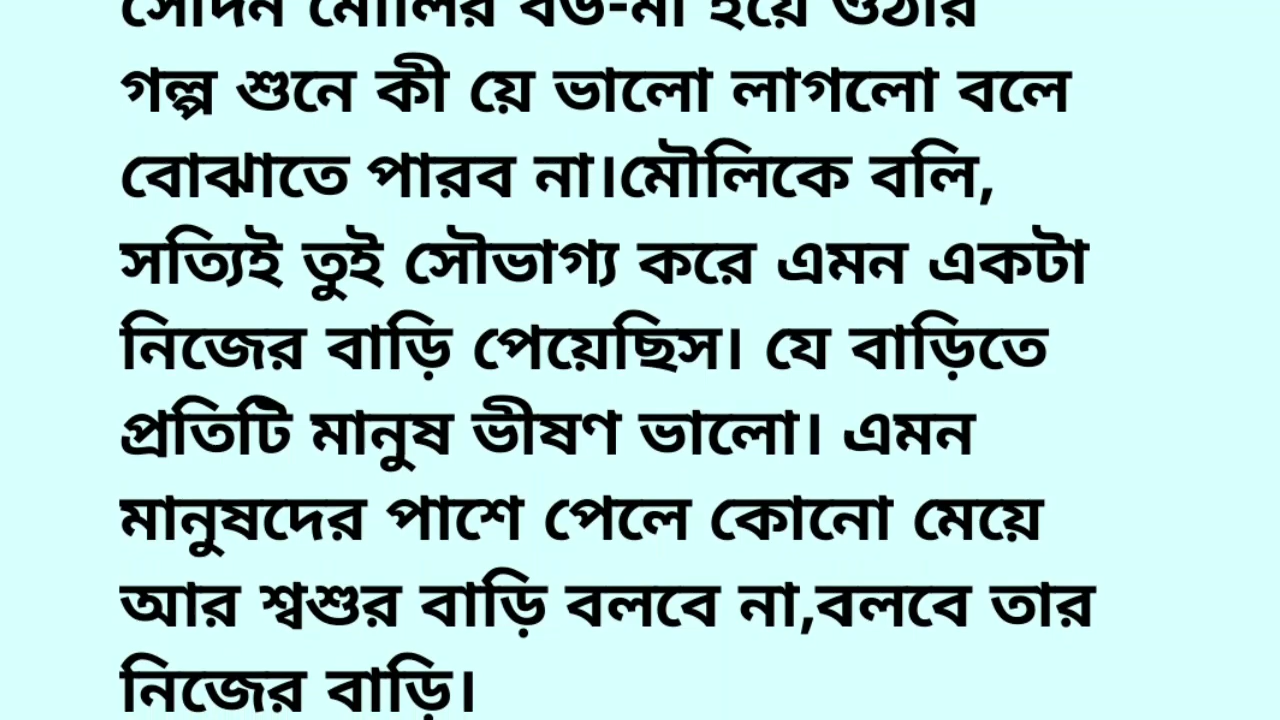 সেদিন মৌলির বউ-মা হয়ে ওঠার
গল্প শুনে কী য়ে ভালো লাগলো বলে
বোঝাতে পারব না।মৌলিকে বলি,
সত্যিই তুই সৌভাগ্য করে এমন একটা
নিজের বাড়ি পেয়েছিস। যে বাড়িতে
প্রতিটি মানুষ ভীষণ ভালো। এমন
মানুষদের পাশে পেলে কোনো মেয়ে
আর শ্বশুর বাড়ি বলবে না,বলবে তার
নিজের বাড়ি।